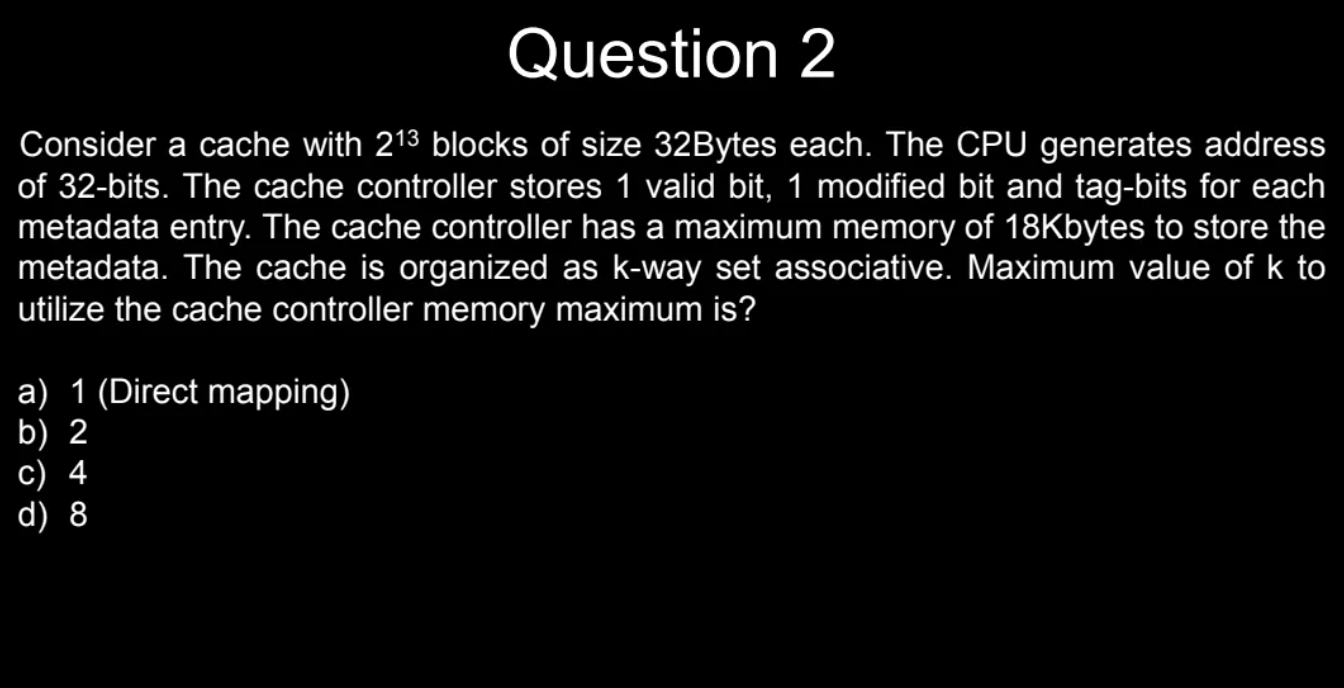 Question 2
Consider a cache with 2¹³ blocks of size 32Bytes each. The CPU generates address
of 32-bits. The cache controller stores 1 valid bit, 1 modified bit and tag-bits for each
metadata entry. The cache controller has a maximum memory of 18Kbytes to store the
metadata. The cache is organized as k-way set associative. Maximum value of k to
utilize the cache controller memory maximum is?
a) 1 (Direct mapping)
b) 2
c) 4
d) 8